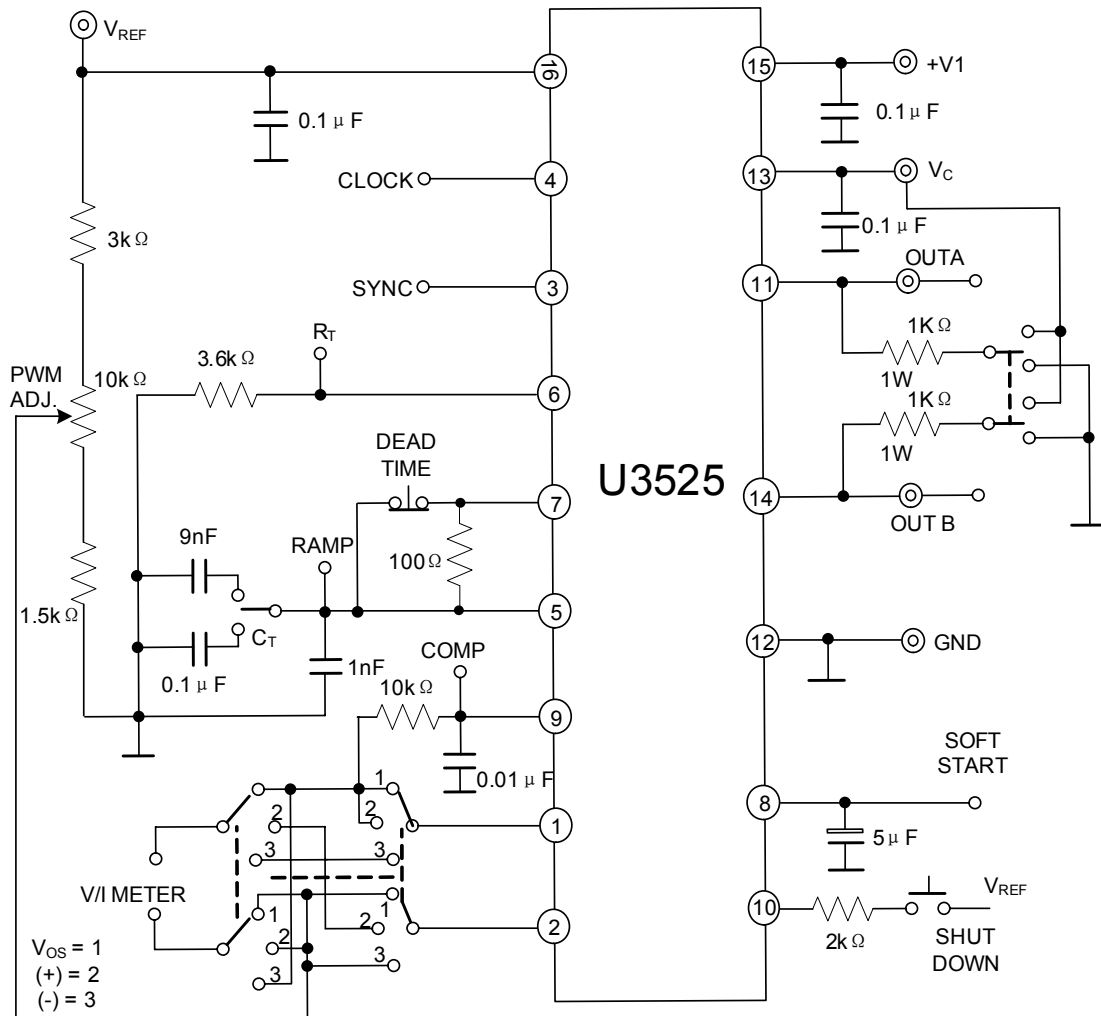 VREF
16
0.1 μ F
15
+V1
0.1 μ F
CLOCK
4
13
VC
0.1 μ F
3k Ω
SYNC
3
OUTA
11
RT
3.6k Ω
6
1K Ω
1W
1K Ω
1W
PWM
ADJ.
10k Ω
DEAD
TIME
7
U3525
14
OUT B
9nF
RAMP
100 Ω
1.5k Ω
5
CT
0.1 μ F
1nF
COMP
12
GND
10k Ω
9
0.01 μ F
SOFT
START
8
5 μ F
1
2
3
1
2
3
1
V/I METER
1
2
3
1
2
3
2
10
VREF
2k Ω
SHUT
DOWN
VOS = 1
(+) = 2
(-) = 3